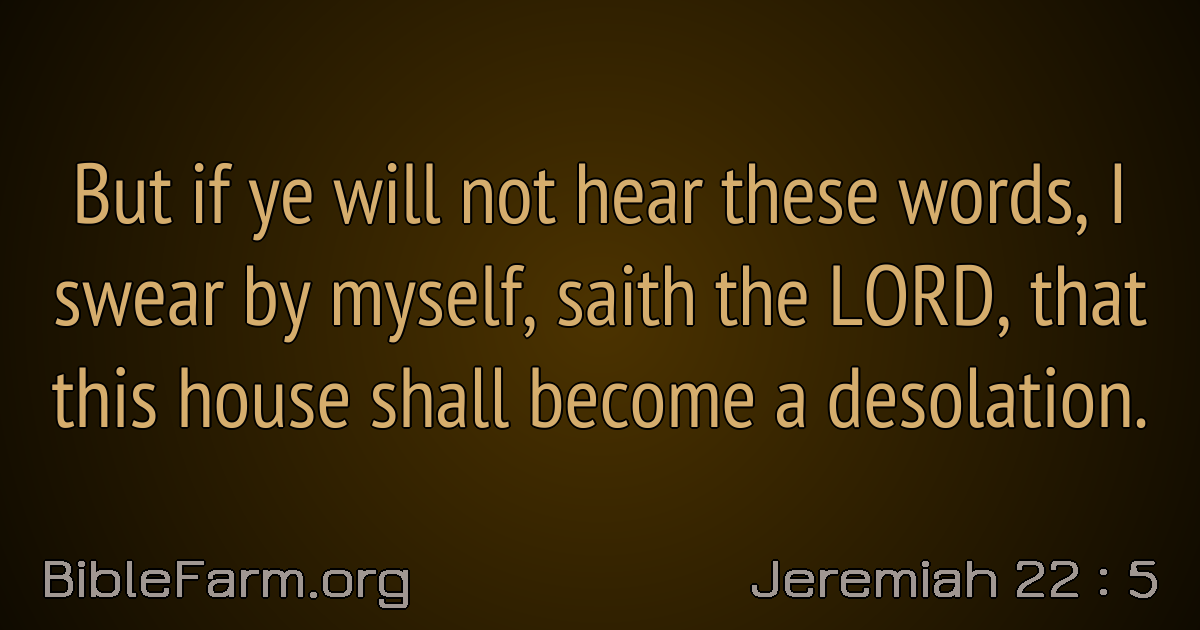 But if ye will not hear these words, I
swear by myself, saith the LORD, that
this house shall become a desolation.
BibleFarm.org
Jeremiah 22 : 5